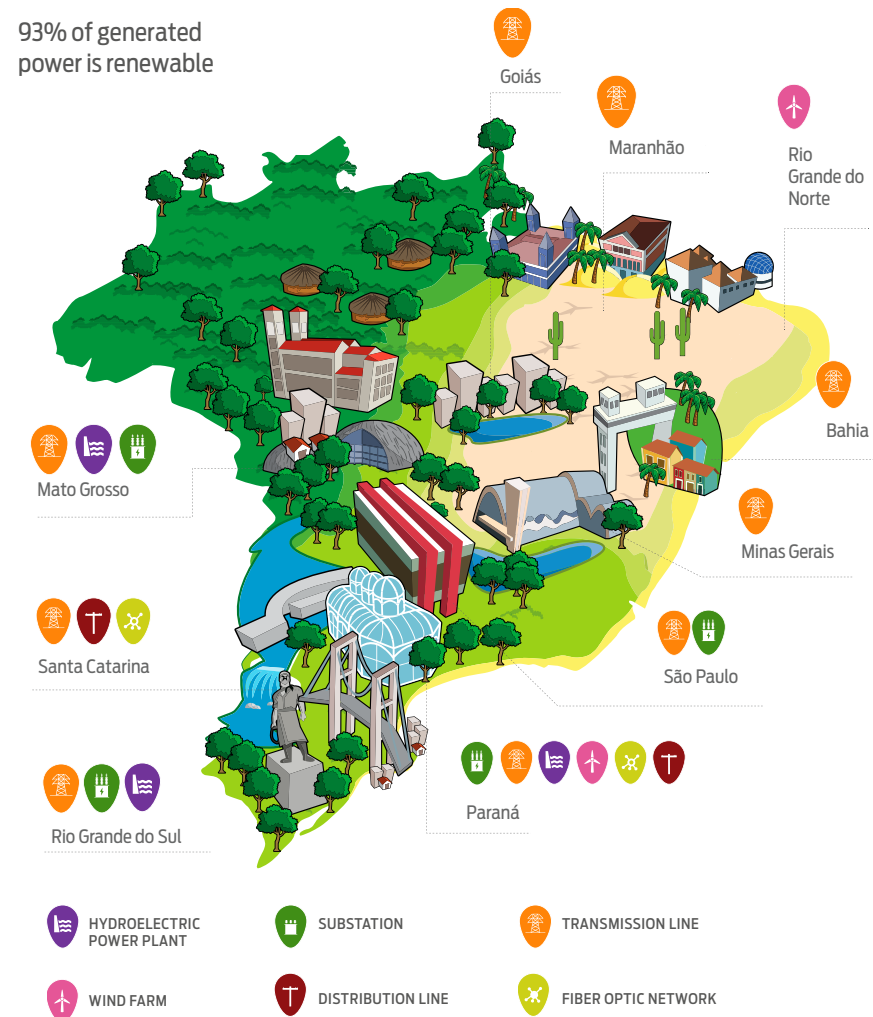 93% of generated
power is renewable
Goiás
Maranhão
Rio
Grande do
Norte
Bahia
Mato Grosso
Minas Gerais
Santa Catarina
São Paulo
Paraná
Rio Grande do Sul
HYDROELECTRIC
POWER PLANT
SUBSTATION
TRANSMISSION LINE
WIND FARM
DISTRIBUTION LINE
FIBER OPTIC NETWORK